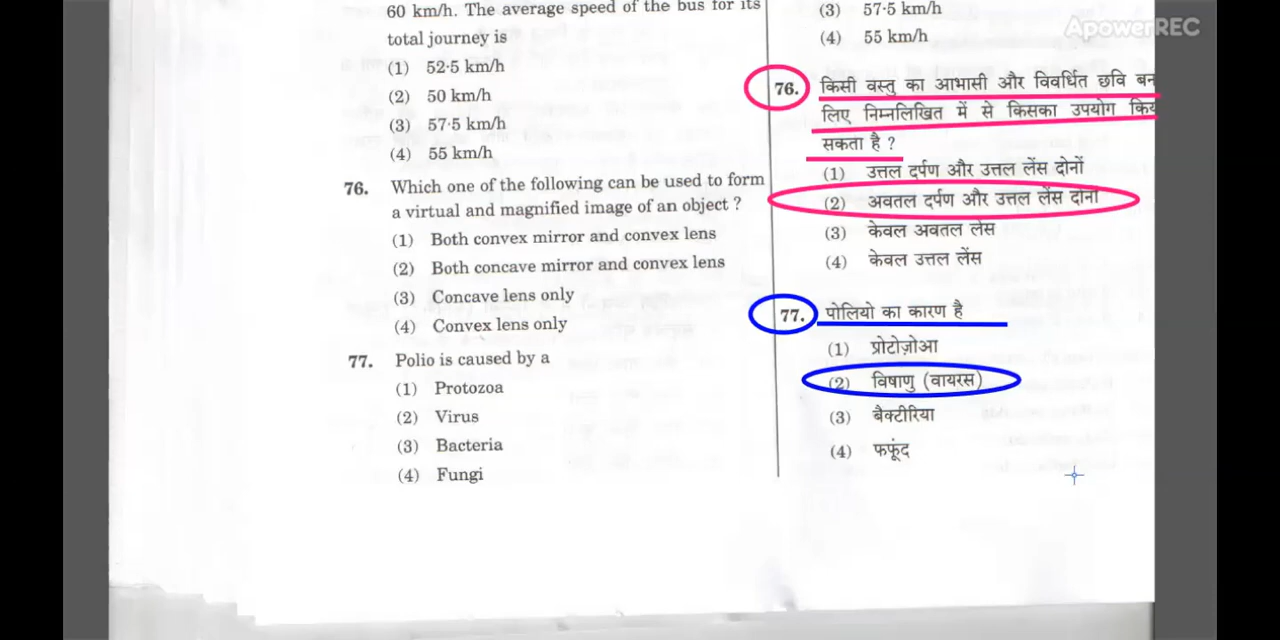 60 km/h. The average speed of the bus for its
total journey is
(1) 52·5 km/h
(2) 50 km/h
(3) 57·5 km/h
(4) 55 km/h
76. Which one of the following can be used to form
a virtual and magnified image of an object ?
(1) Both convex mirror and convex lens
(2) Both concave mirror and convex lens
(3) Concave lens only
(4) Convex lens only
77. Polio is caused by a
(1) Protozoa
(2) Virus
(3) Bacteria
(4) Fungi
(3) 57·5 km/h
(4) 55 km/h
76. किसी वस्तु का आभासी और विवर्धित छवि
लिए निम्नलिखित में से किसका उपयोग
सकता है ?
(1) उत्तल दर्पण और उत्तल लेंस दोनों
(2) अवतल दर्पण और उत्तल लेंस दोनों
(3) केवल अवतल लेंस
(4) केवल उत्तल लेंस
77. पोलियो का कारण है
(1) प्रोटोज़ोआ
(2) विषाणु (वायरस)
(3) बैक्टीरिया
(4) फफूंद
ApowerREC